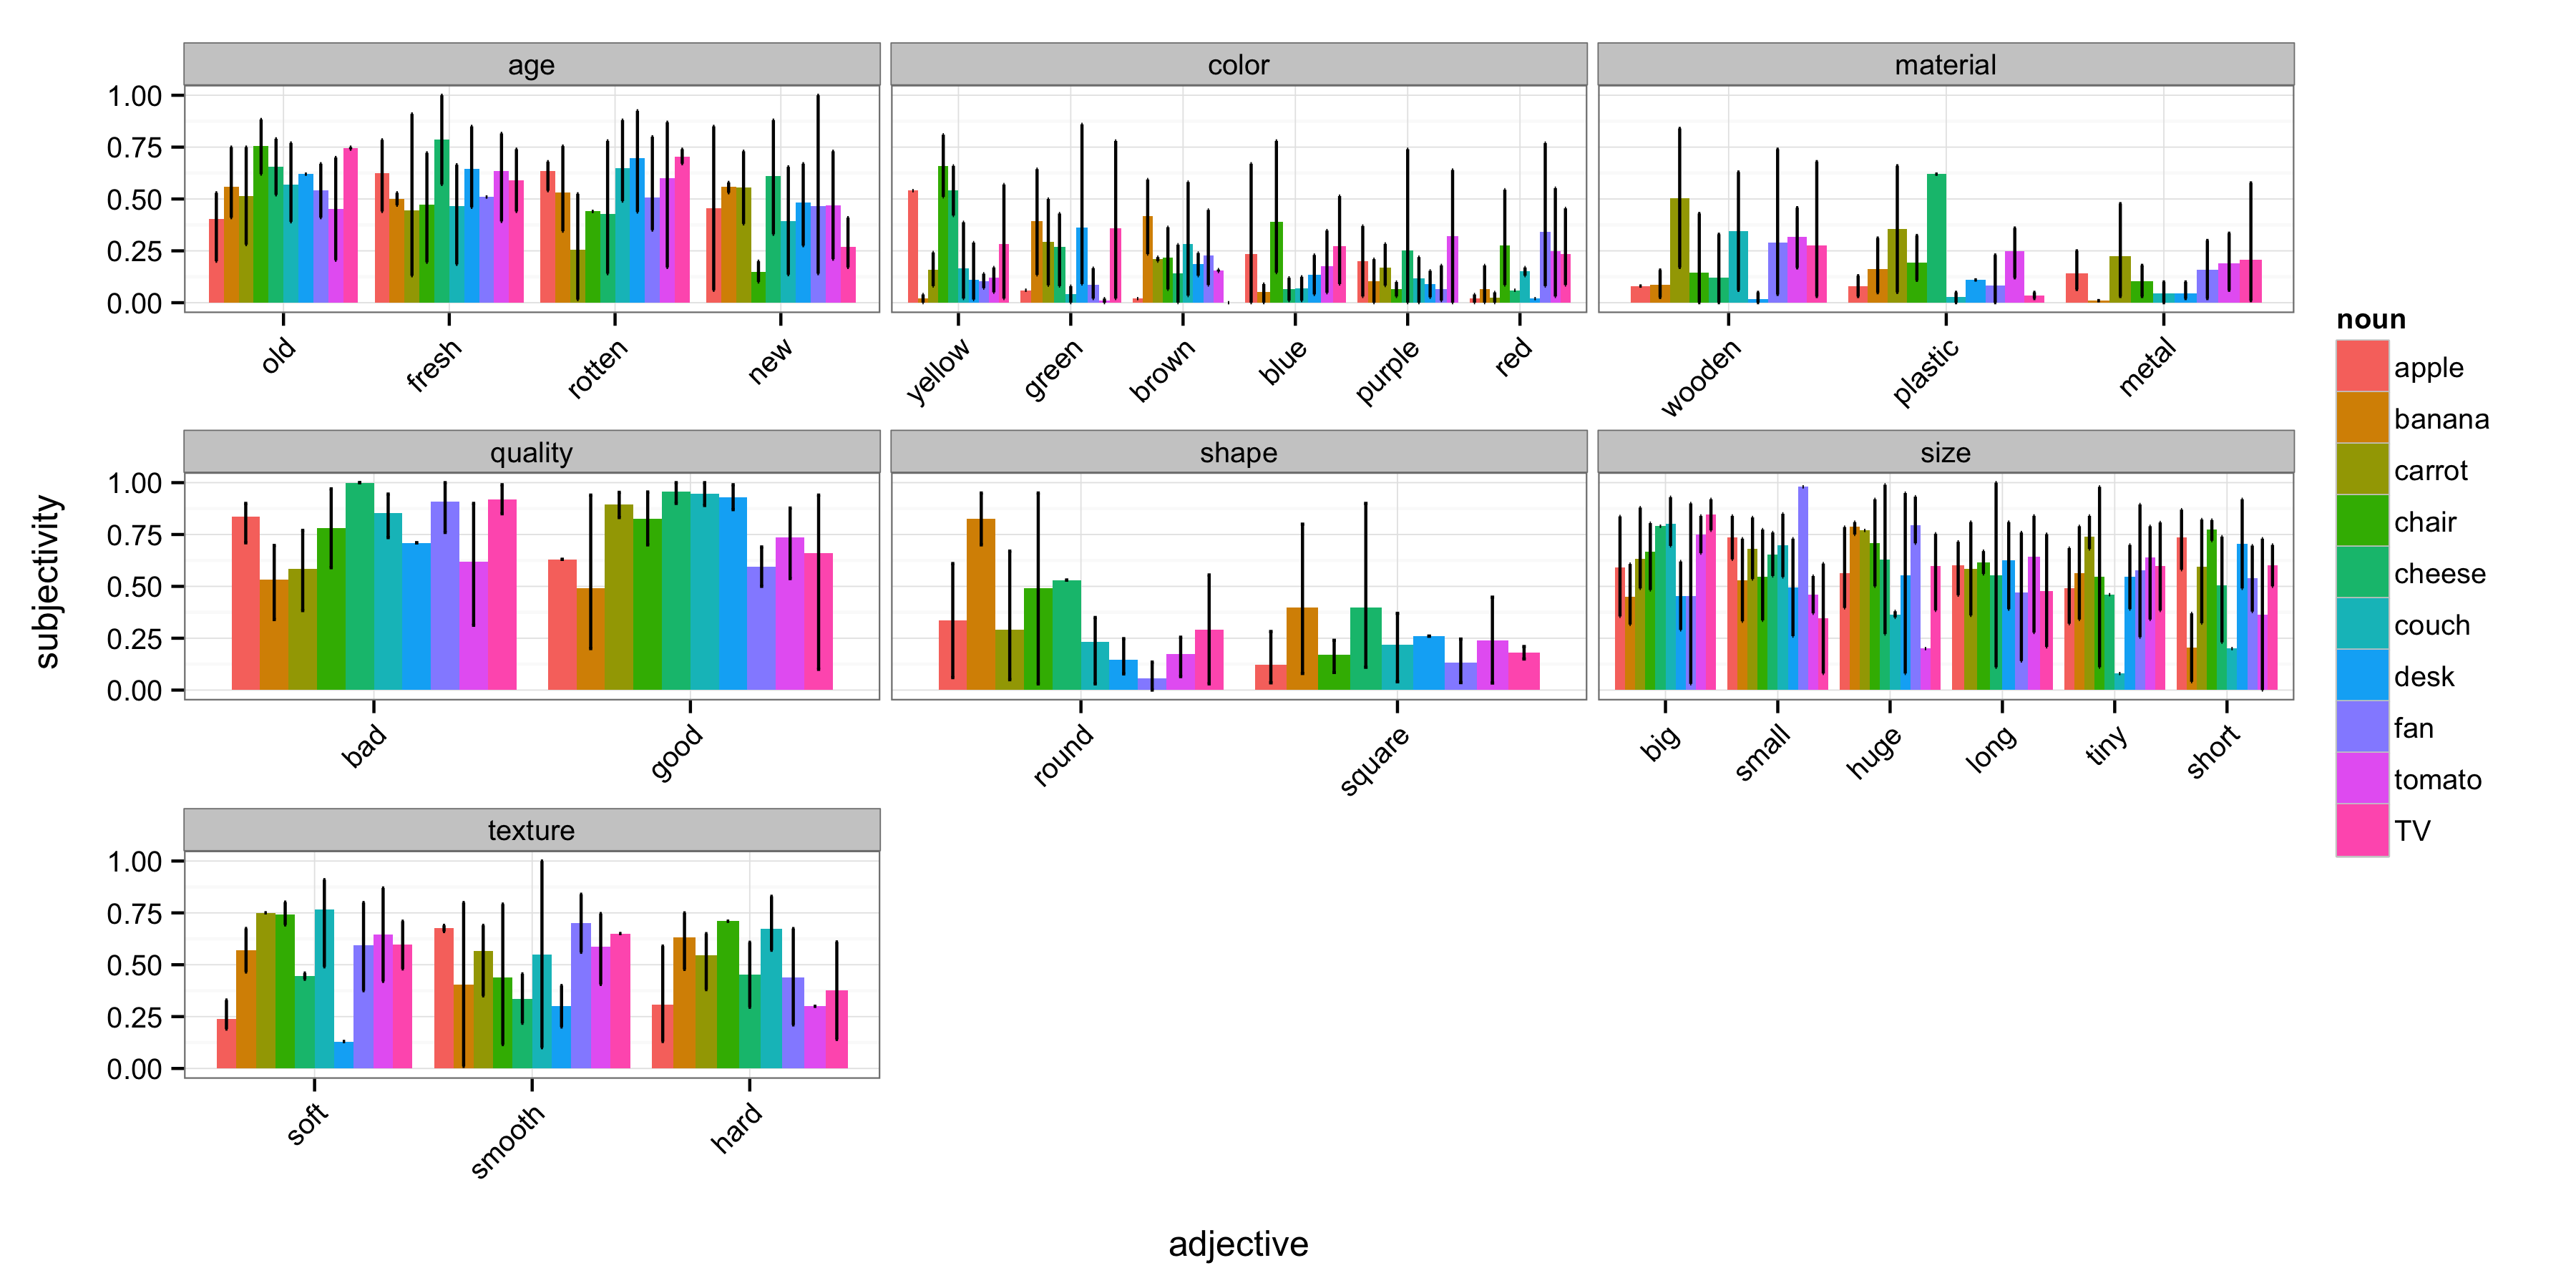 age
color
material
1.00
0.75
0.50
0.25
0.00
old
fresh
rotten
new
yellow
green
brown
blue
purple
red
wooden
plastic
metal
quality
shape
size
1.00
0.75
0.50
0.25
0.00
bad
good
round
square
big
small
huge
long
tiny
short
texture
1.00
0.75
0.50
0.25
0.00
soft
smooth
hard
subjectivity
adjective
noun
apple
banana
carrot
chair
cheese
couch
desk
fan
tomato
TV